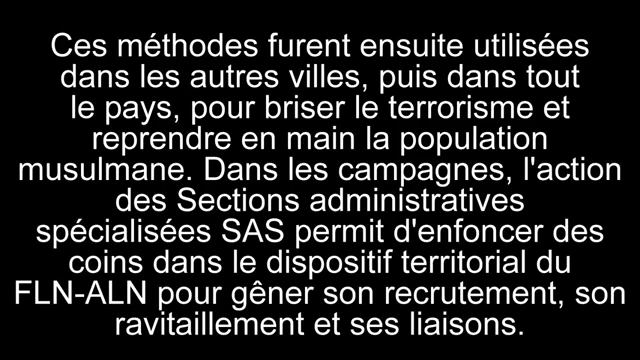 Ces méthodes furent ensuite utilisées
dans les autres villes, puis dans tout
le pays, pour briser le terrorisme et
reprendre en main la population
musulmane. Dans les campagnes, l'action
des Sections administratives
spécialisées SAS permit d'enfoncer des
coins dans le dispositif territorial du
FLN-ALN pour gêner son recrutement, son
ravitaillement et ses liaisons.